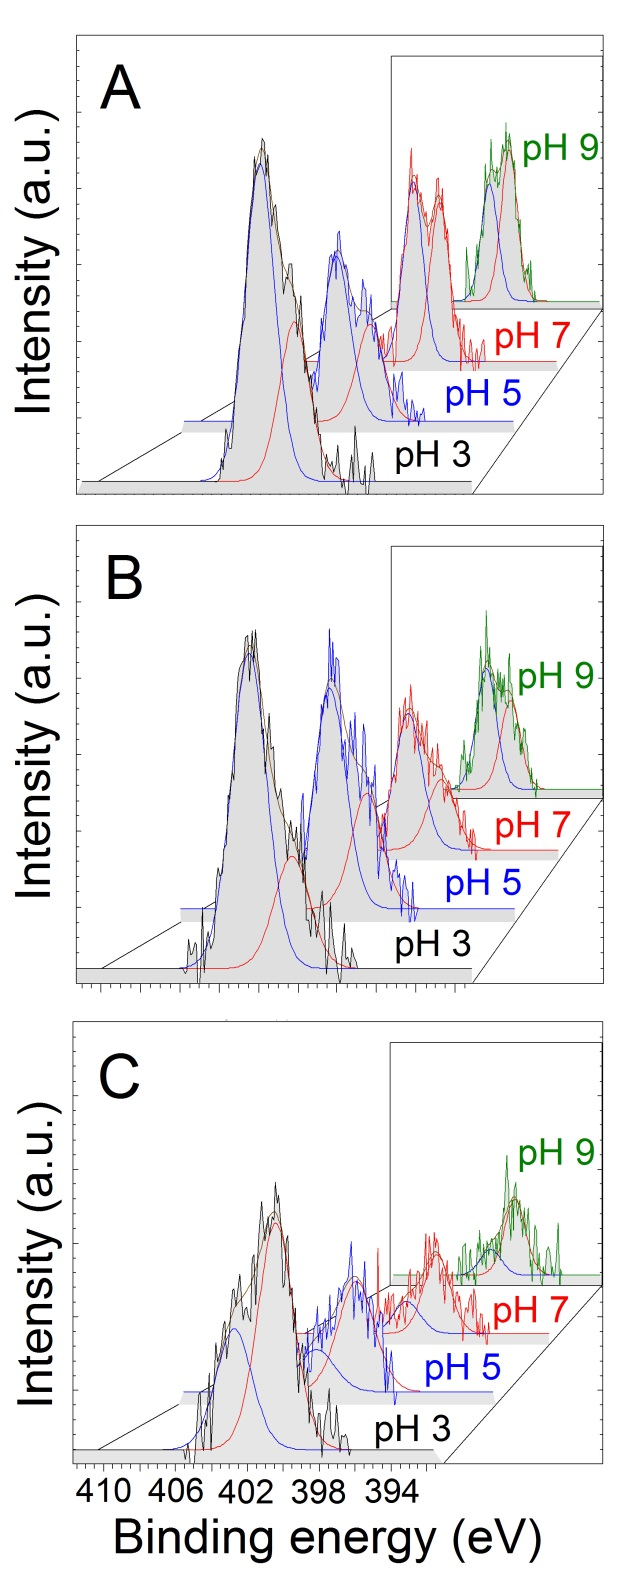 A
Intensity (a.u.)
pH 9
pH 7
pH 5
pH 3
B
Intensity (a.u.)
pH 9
pH 7
pH 5
pH 3
C
Intensity (a.u.)
pH 9
pH 7
pH 5
pH 3
410 406 402 398 394
Binding energy (eV)